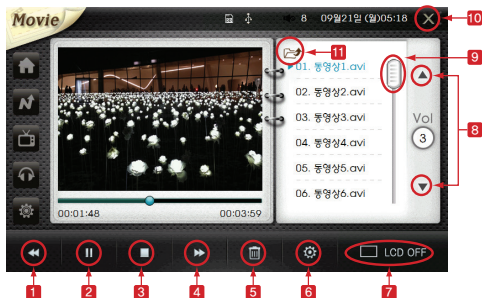 Movie
8 09월21일 (월)05:18
10
11
9
01. 동영상1.avi
02. 동영상2.avi
03. 동영상3.avi
04. 동영상4.avi
05. 동영상5.avi
06. 동영상6.avi
Vol
3
8
00:01:48 00:03:59
LCD OFF
1 2 3 4 5 6 7